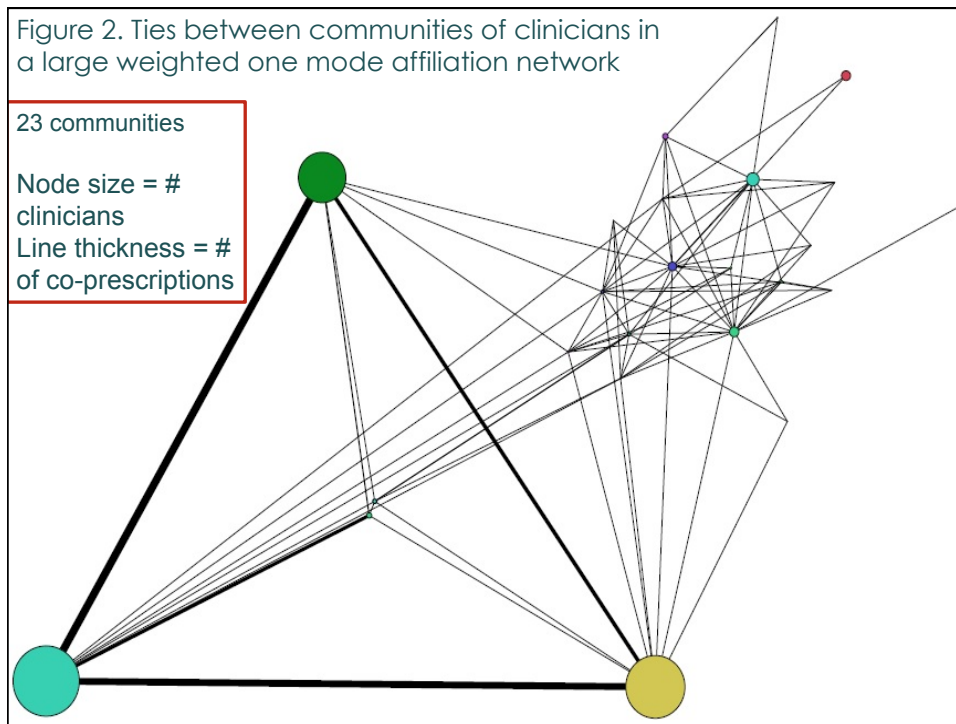 Figure 2. Ties between communities of clinicians in
a large weighted one mode affiliation network
23 communities
Node size = #
clinicians
Line thickness = #
of co-prescriptions